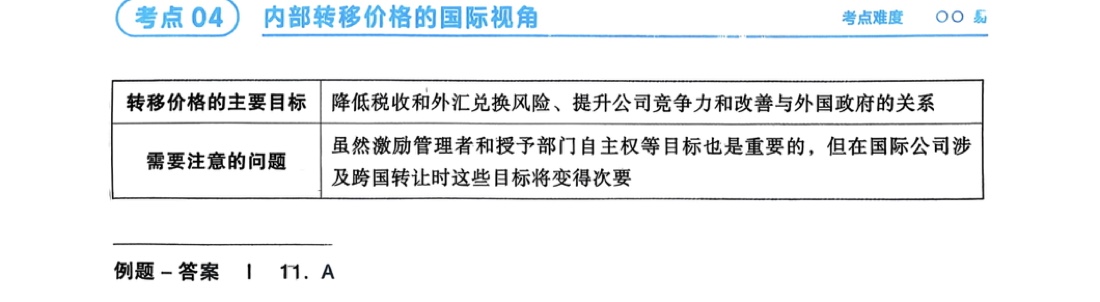 考点 04 内部转移价格的国际视角 考点难度 易
转移价格的主要目标 降低税收和外汇兑换风险、提升公司竞争力和改善与外国政府的关系
需要注意的问题 虽然激励管理者和授予部门自主权等目标也是重要的，但在国际公司涉
及跨国转让时这些目标将变得次要
例题－答案 | 11. A